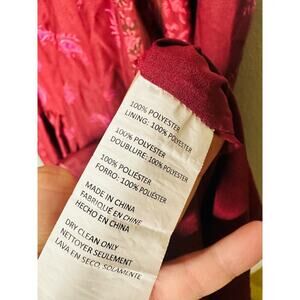 100% POLYESTER
LINING: 100% POLYESTER
100% POLYESTER
DOUBLURE: 100% POLYESTER
100% POLIÉSTER
FORRO: 100% POLIÉSTER
MADE IN CHINA
FABRIQUÉ EN CHINE
HECHO EN CHINA
DRY CLEAN ONLY
NETTOYER SEULEMENT
LAVA EN SECO, SOLAMENTE